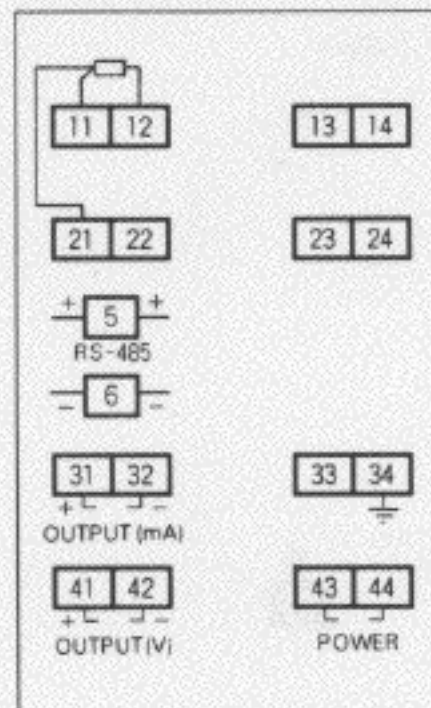 11 12 13 14
21 22 23 24
+ 5 +
RS-485
- 6 -
31 32 33 34
+ -
OUTPUT (mA)
41 42 43 44
+ -
OUTPUT (V) POWER